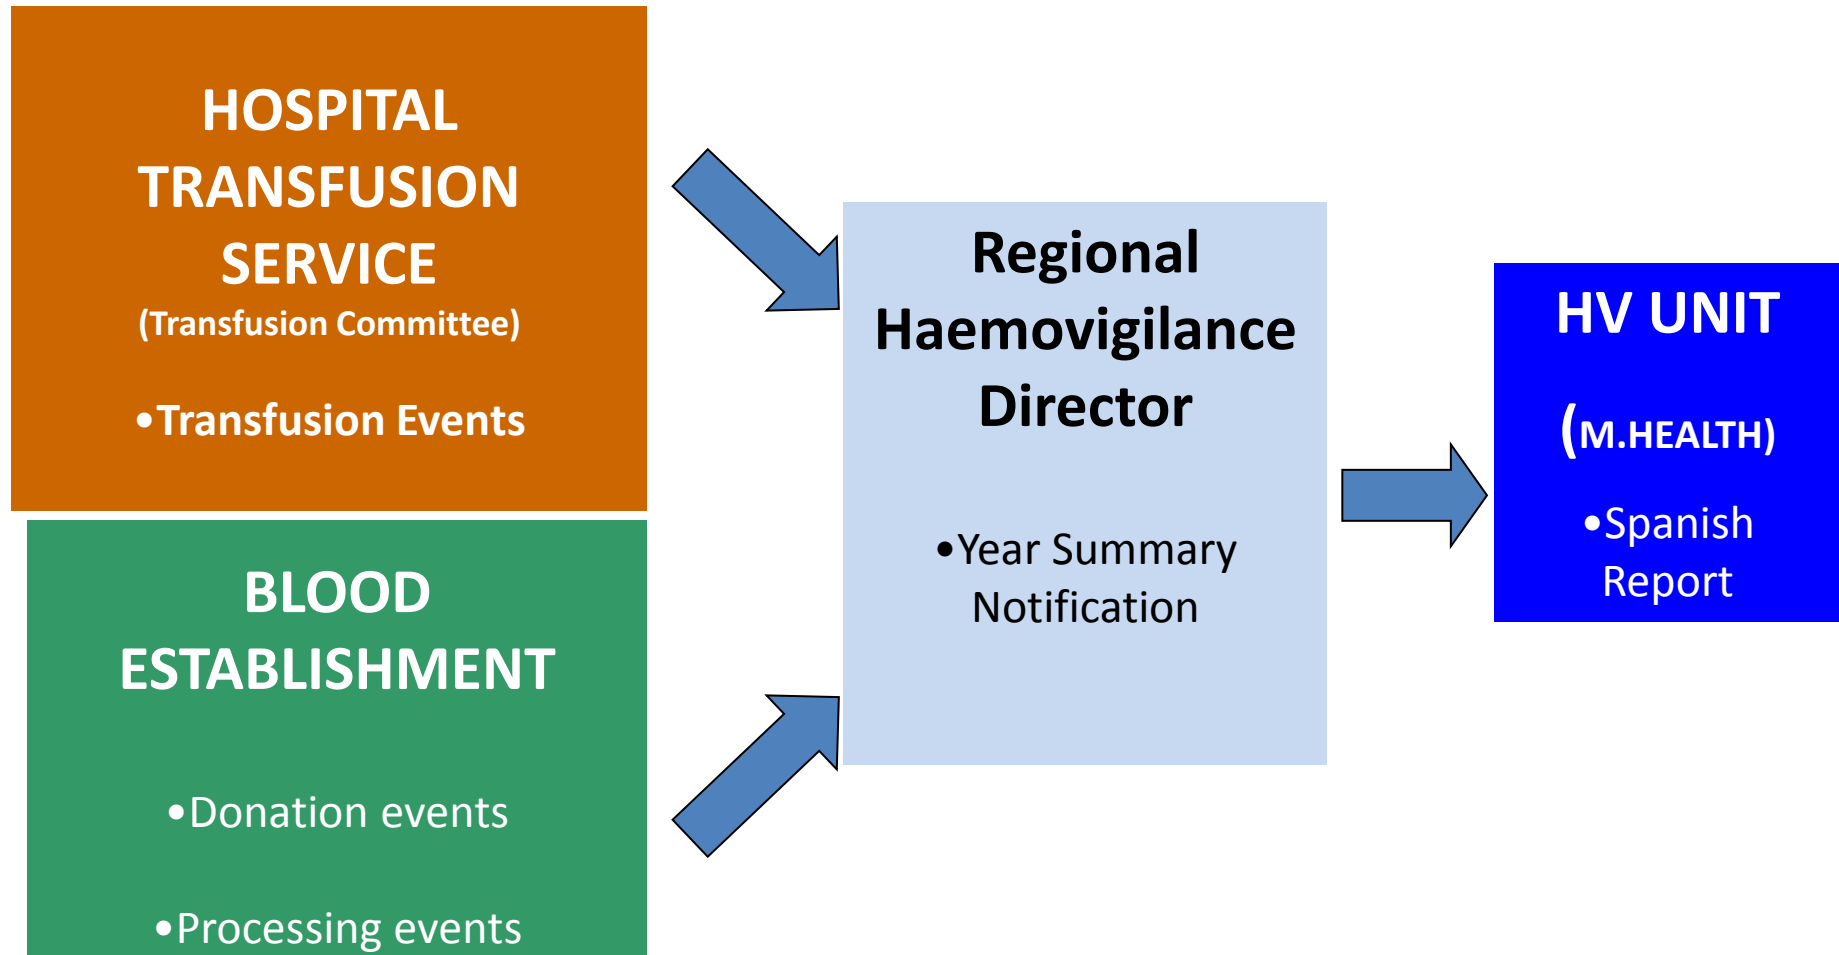 HOSPITAL
TRANSFUSION
SERVICE
(Transfusion Committee)
•Transfusion Events
BLOOD
ESTABLISHMENT
•Donation events
•Processing events
Regional
Haemovigilance
Director
•Year Summary
Notification
HV UNIT
(M.HEALTH)
•Spanish
Report